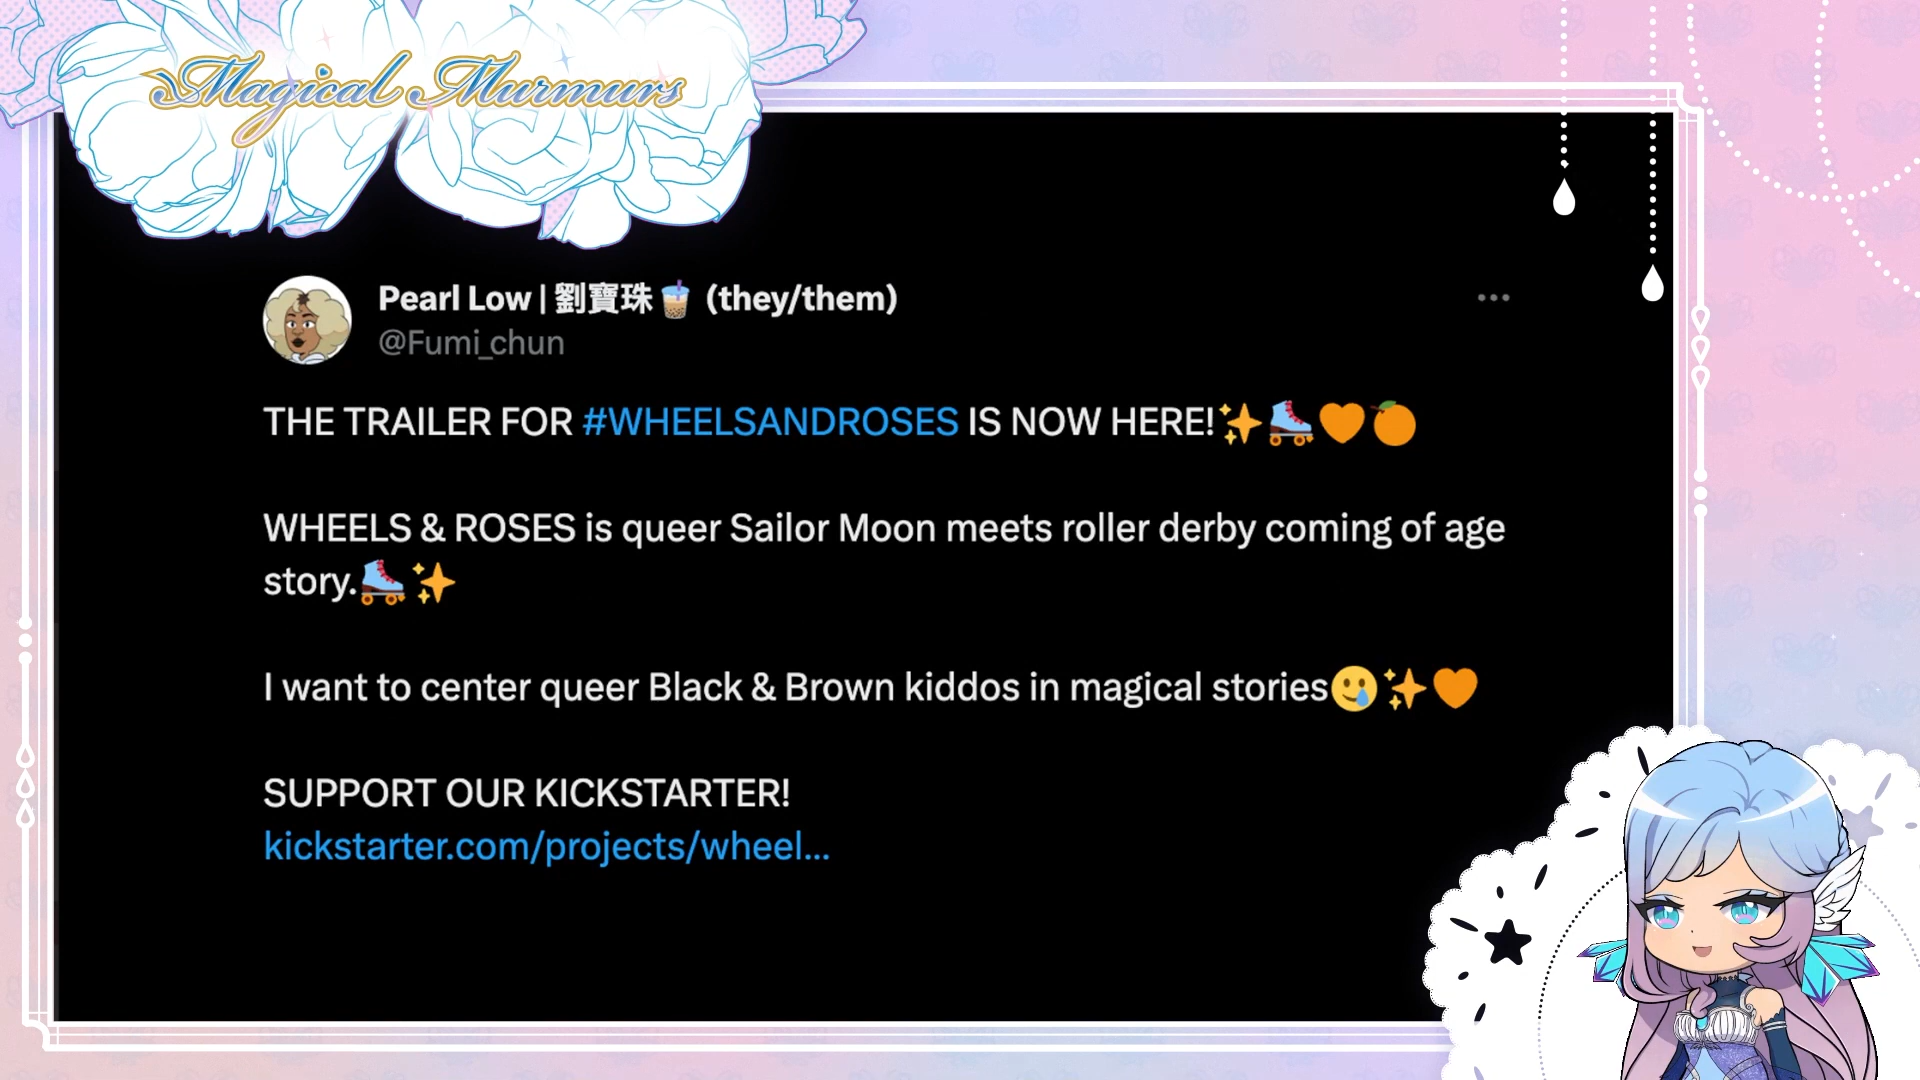 Magical Murmurs
Pearl Low | 劉寶珠🧋 (they/them)
@Fumi_chun
THE TRAILER FOR #WHEELSANDROSES IS NOW HERE!✨🛼🧡🍊
WHEELS & ROSES is queer Sailor Moon meets roller derby coming of age
story.🛼✨
I want to center queer Black & Brown kiddos in magical stories🥲✨🧡
SUPPORT OUR KICKSTARTER!
kickstarter.com/projects/wheel...